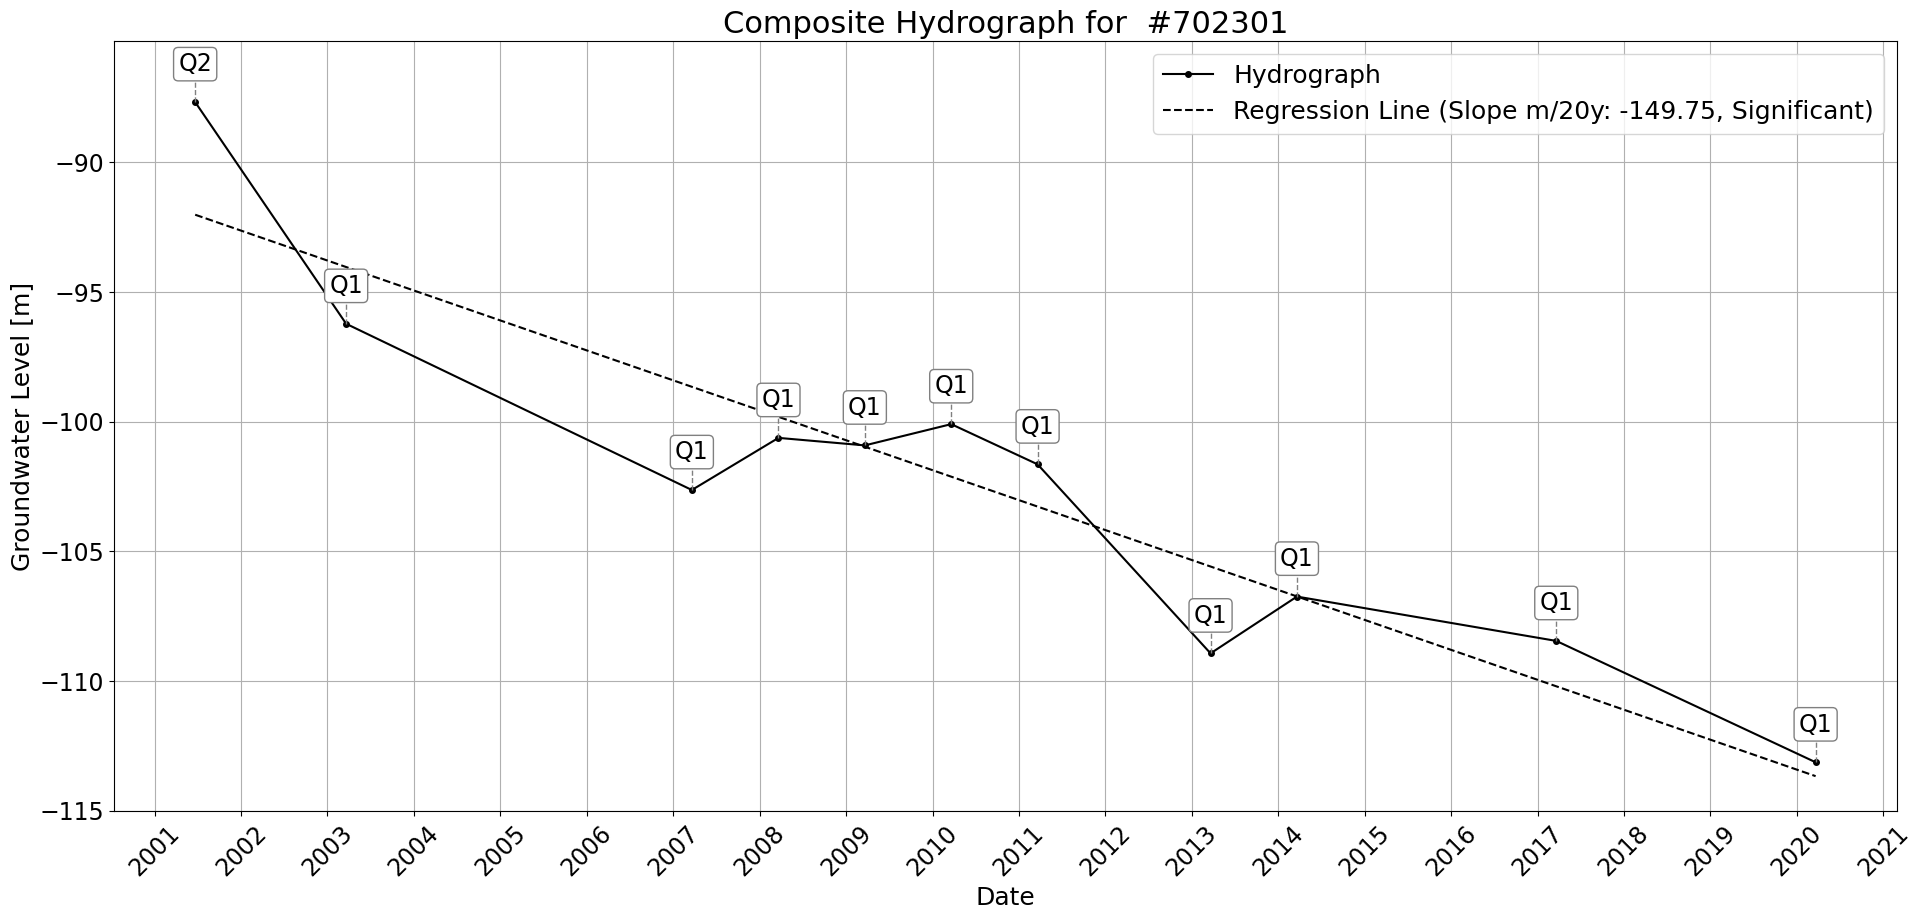 Composite Hydrograph for #702301
Hydrograph
Regression Line (Slope m/20y: -149.75, Significant)
Q2
Q1
Q1
Q1
Q1
Q1
Q1
Q1
Q1
Q1
Q1
Groundwater Level [m]
−90
−95
−100
−105
−110
−115
2001
2002
2003
2004
2005
2006
2007
2008
2009
2010
2011
2012
2013
2014
2015
2016
2017
2018
2019
2020
2021
Date